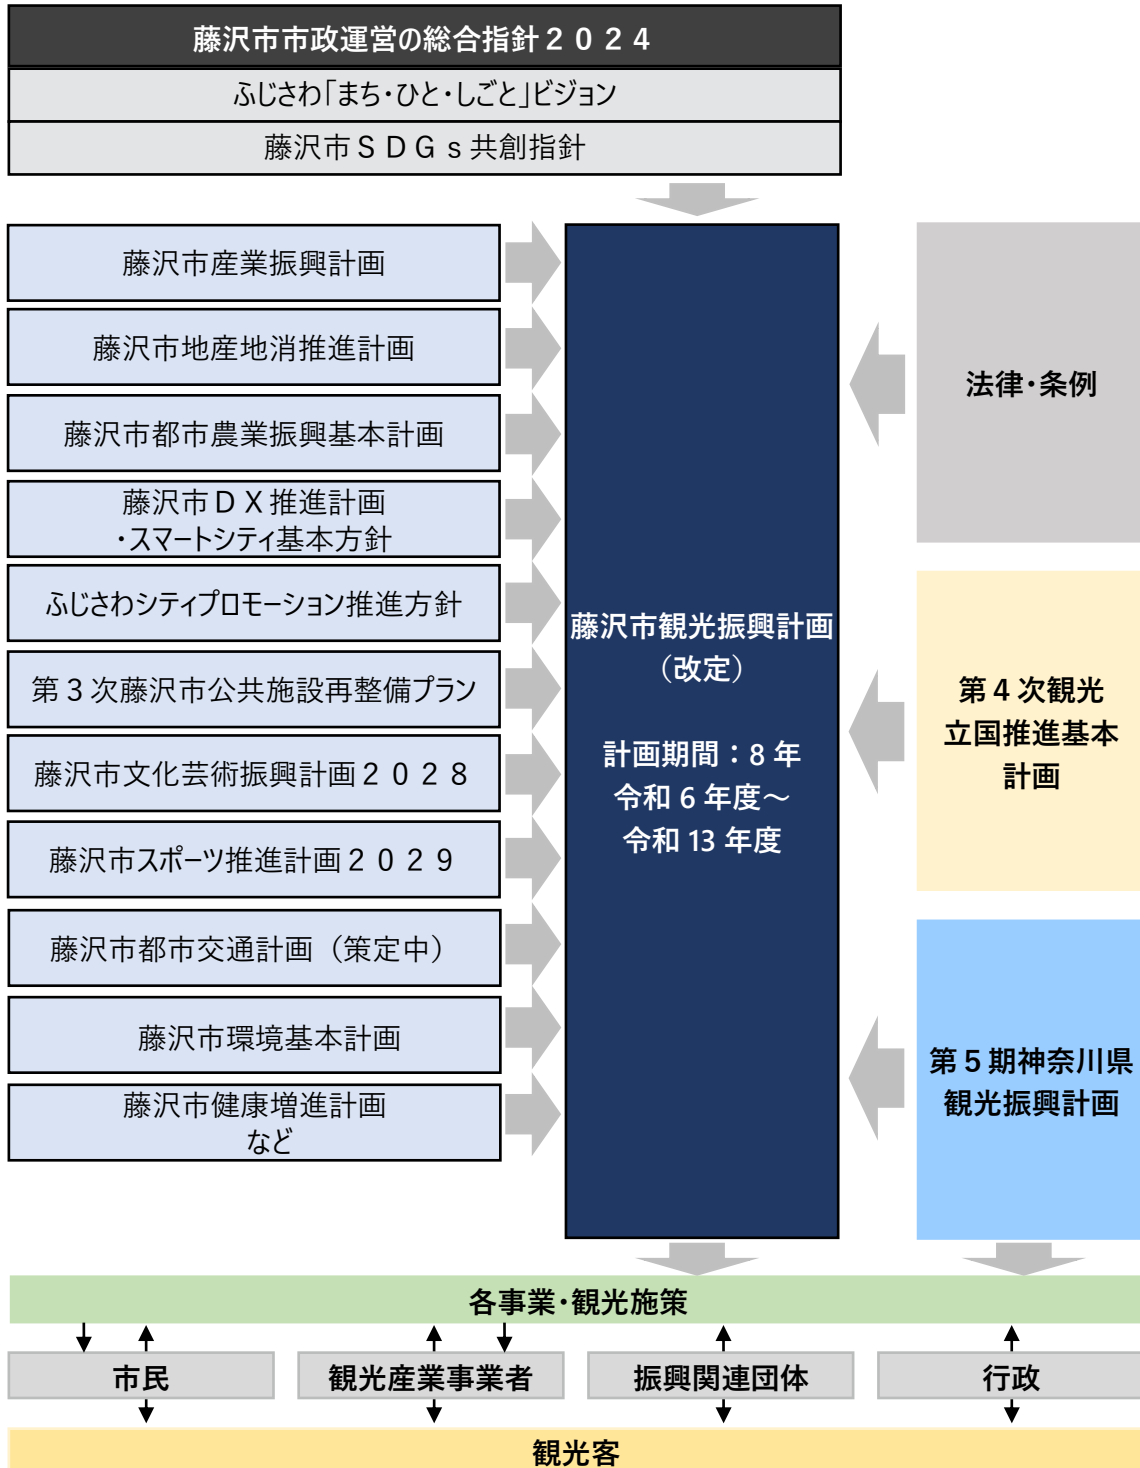 藤沢市市政運営の総合指針２０２４
ふじさわ「まち・ひと・しごと」ビジョン
藤沢市ＳＤＧｓ共創指針
藤沢市産業振興計画
藤沢市地産地消推進計画
藤沢市都市農業振興基本計画
藤沢市ＤＸ推進計画
・スマートシティ基本方針
ふじさわシティプロモーション推進方針
第３次藤沢市公共施設再整備プラン
藤沢市文化芸術振興計画２０２８
藤沢市スポーツ推進計画２０２９
藤沢市都市交通計画（策定中）
藤沢市環境基本計画
藤沢市健康増進計画
など
藤沢市観光振興計画
（改定）
計画期間：8 年
令和 6 年度～
令和 13 年度
法律・条例
第４次観光
立国推進基本
計画
第５期神奈川県
観光振興計画
各事業・観光施策
市民
観光産業事業者
振興関連団体
行政
観光客